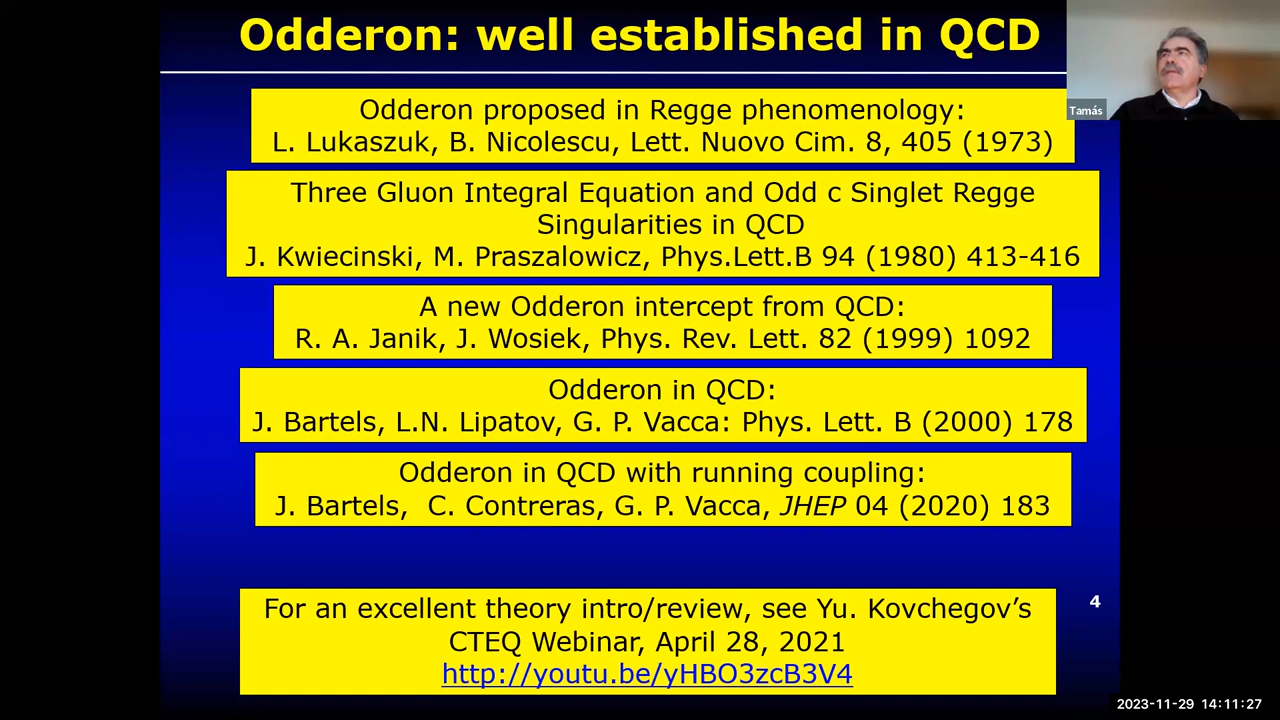 Odderon: well established in QCD
Tamás
Odderon proposed in Regge phenomenology:
L. Lukaszuk, B. Nicolescu, Lett. Nuovo Cim. 8, 405 (1973)
Three Gluon Integral Equation and Odd c Singlet Regge
Singularities in QCD
J. Kwiecinski, M. Praszalowicz, Phys.Lett.B 94 (1980) 413-416
A new Odderon intercept from QCD:
R. A. Janik, J. Wosiek, Phys. Rev. Lett. 82 (1999) 1092
Odderon in QCD:
J. Bartels, L.N. Lipatov, G. P. Vacca: Phys. Lett. B (2000) 178
Odderon in QCD with running coupling:
J. Bartels,  C. Contreras, G. P. Vacca, JHEP 04 (2020) 183
For an excellent theory intro/review, see Yu. Kovchegov’s
CTEQ Webinar, April 28, 2021
http://youtu.be/yHBO3zcB3V4
4
2023-11-29 14:11:27